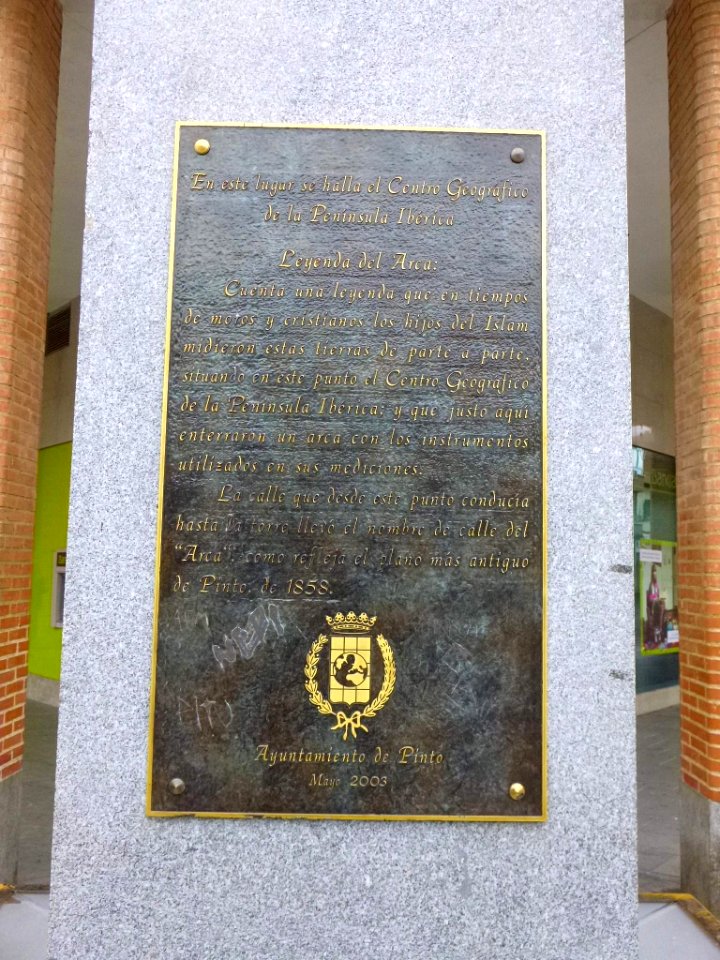 En este lugar se halla el Centro Geográfico
de la Península Ibérica
Leyenda del Arca:
Cuenta una leyenda que en tiempos
de moros y cristianos los hijos del Islam
midieron estas tierras de parte a parte,
situando en este punto el Centro Geográfico
de la Península Ibérica; y que justo aquí
enterraron un arca con los instrumentos
utilizados en sus mediciones.
La calle que desde este punto conducía
hasta la torre llevó el nombre de calle del
"Arca", como refleja el plano más antiguo
de Pinto, de 1858.
Ayuntamiento de Pinto
Mayo 2003